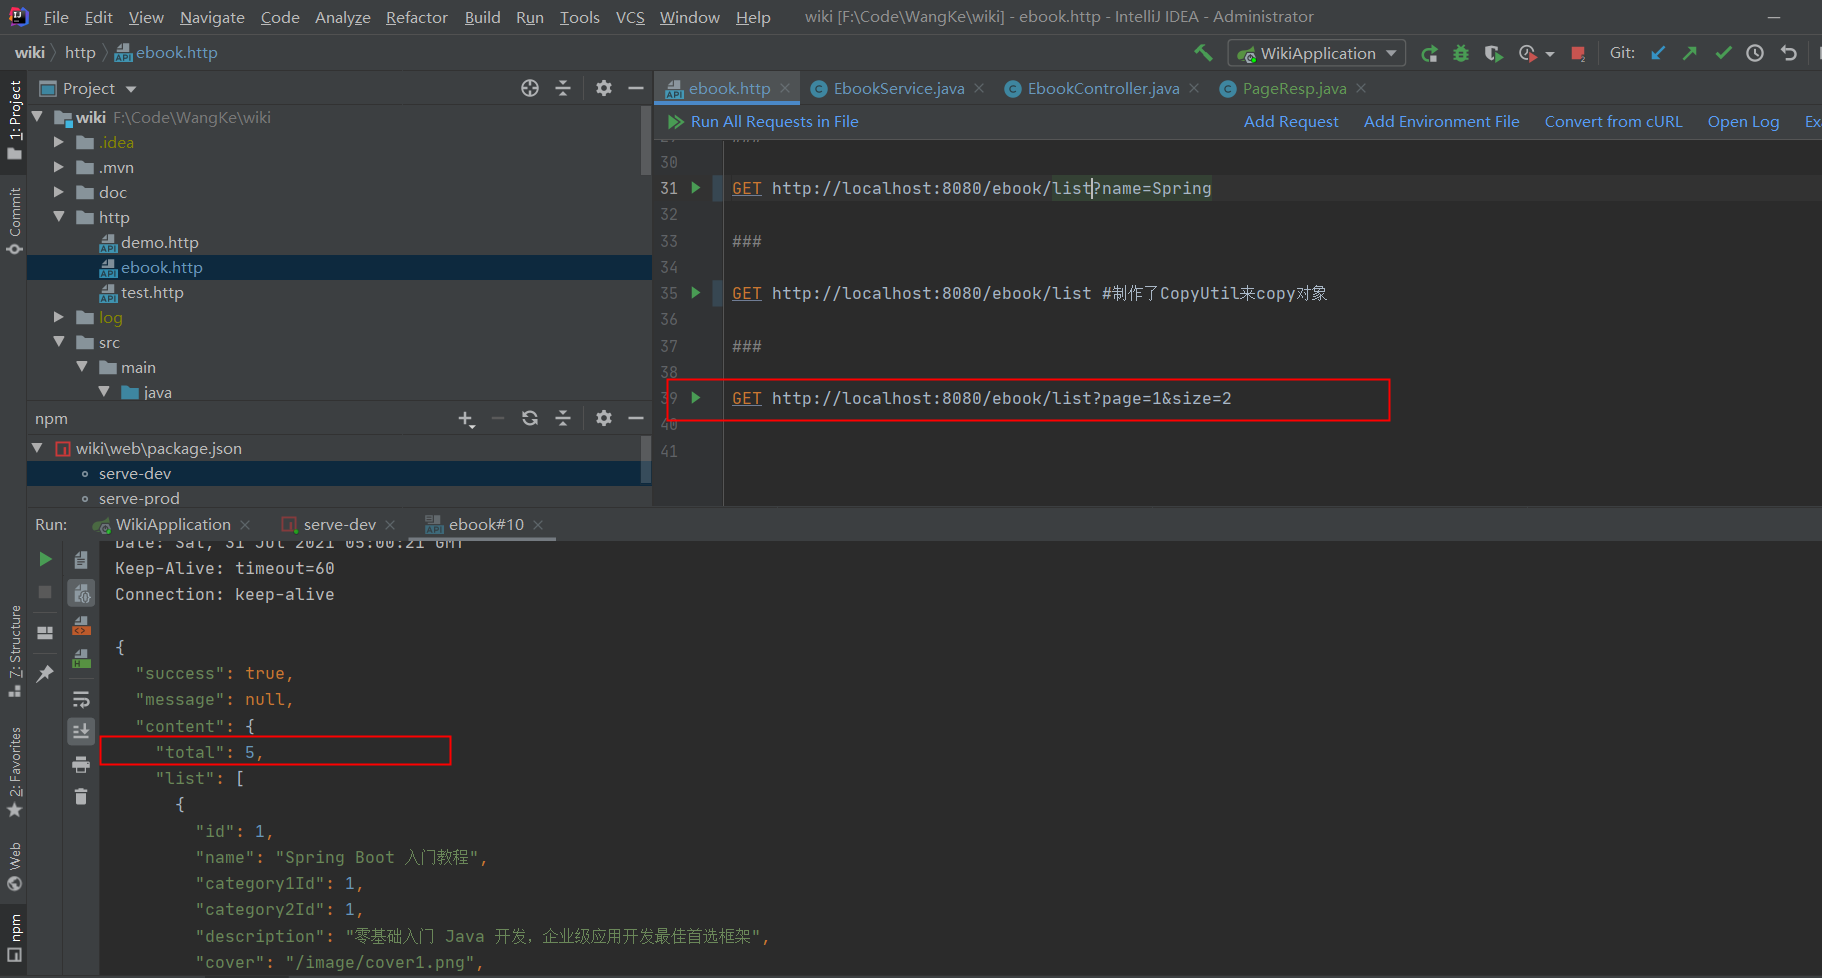 File Edit View Navigate Code Analyze Refactor Build Run Tools VCS Window Help wiki [F:\Code\WangKe\wiki] - ebook.http - IntelliJ IDEA - Administrator
wiki http ebook.http WikiApplication Git:
Project
ebook.http EbookService.java EbookController.java PageResp.java
Run All Requests in File Add Request Add Environment File Convert from cURL Open Log Ex
1: Project
Commit
7: Structure
2: Favorites
Web
npm
wiki F:\Code\WangKe\wiki
.idea
.mvn
doc
http
demo.http
ebook.http
test.http
log
src
main
java
npm
wiki\web\package.json
serve-dev
serve-prod
30
31 GET http://localhost:8080/ebook/list?name=Spring
32
33 ###
34
35 GET http://localhost:8080/ebook/list #制作了CopyUtil来copy对象
36
37 ###
38
39 GET http://localhost:8080/ebook/list?page=1&size=2
40
41
Run: WikiApplication serve-dev ebook#10
Date: Sat, 31 Jul 2021 05:00:21 GMT
Keep-Alive: timeout=60
Connection: keep-alive
{
"success": true,
"message": null,
"content": {
"total": 5,
"list": [
{
"id": 1,
"name": "Spring Boot 入门教程",
"category1Id": 1,
"category2Id": 1,
"description": "零基础入门 Java 开发，企业级应用开发最佳首选框架",
"cover": "/image/cover1.png",